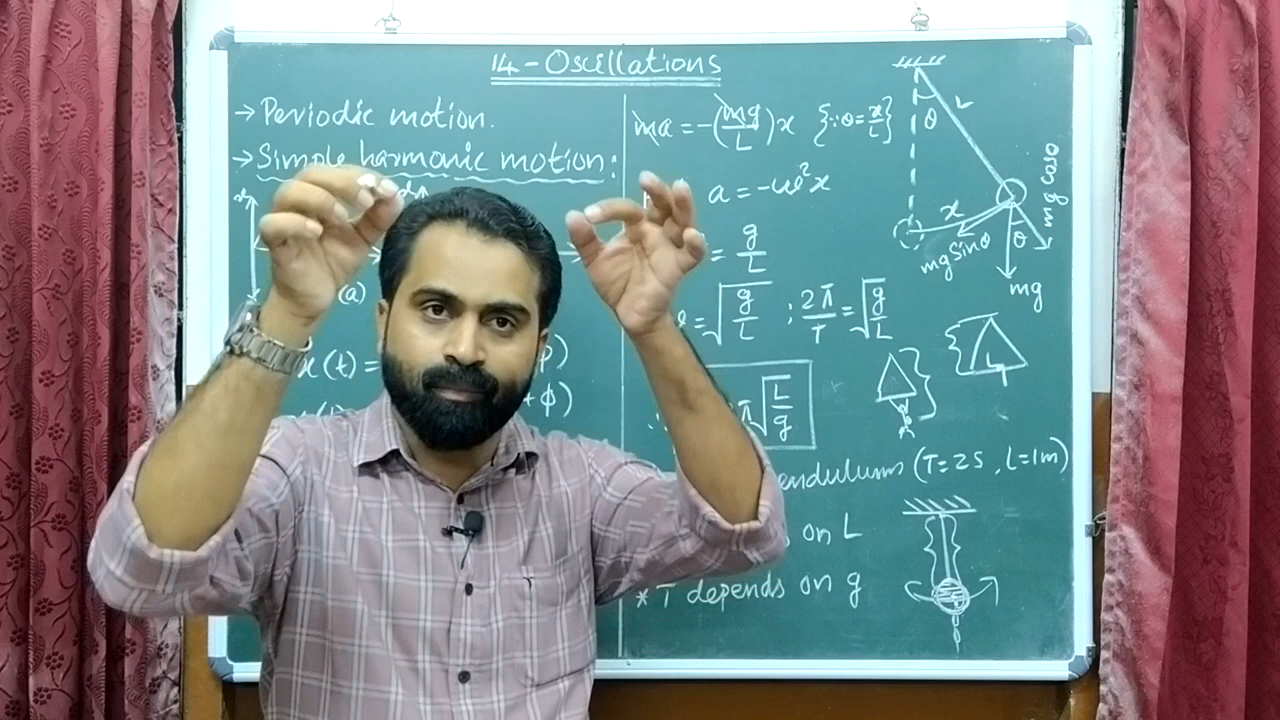 14-Oscillations
→ Periodic motion.
→ Simple harmonic motion:
(a)
x(t) =
ϕ)
+ ϕ)
ma = -(mg/L)x {∵θ = x/L}
a = -ω²x
= g/L
= √(g/L) ; 2π/T = √(g/L)
∴ π√(L/g)
endulums (T=2s, L=1m)
on L
* T depends on g
θ
L
x
mg sinθ
θ
mg cosθ
mg